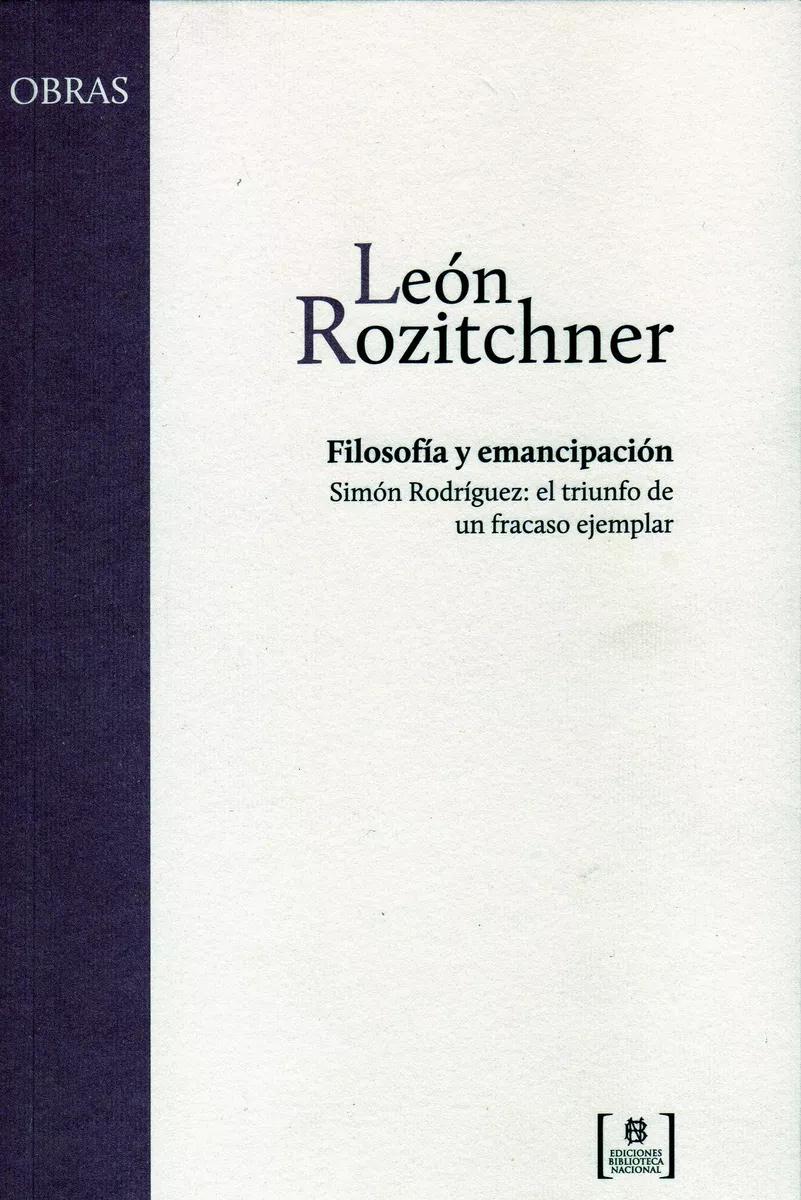 OBRAS
León
Rozitchner
Filosofía y emancipación
Simón Rodríguez: el triunfo de
un fracaso ejemplar
EDICIONES
BIBLIOTECA
NACIONAL